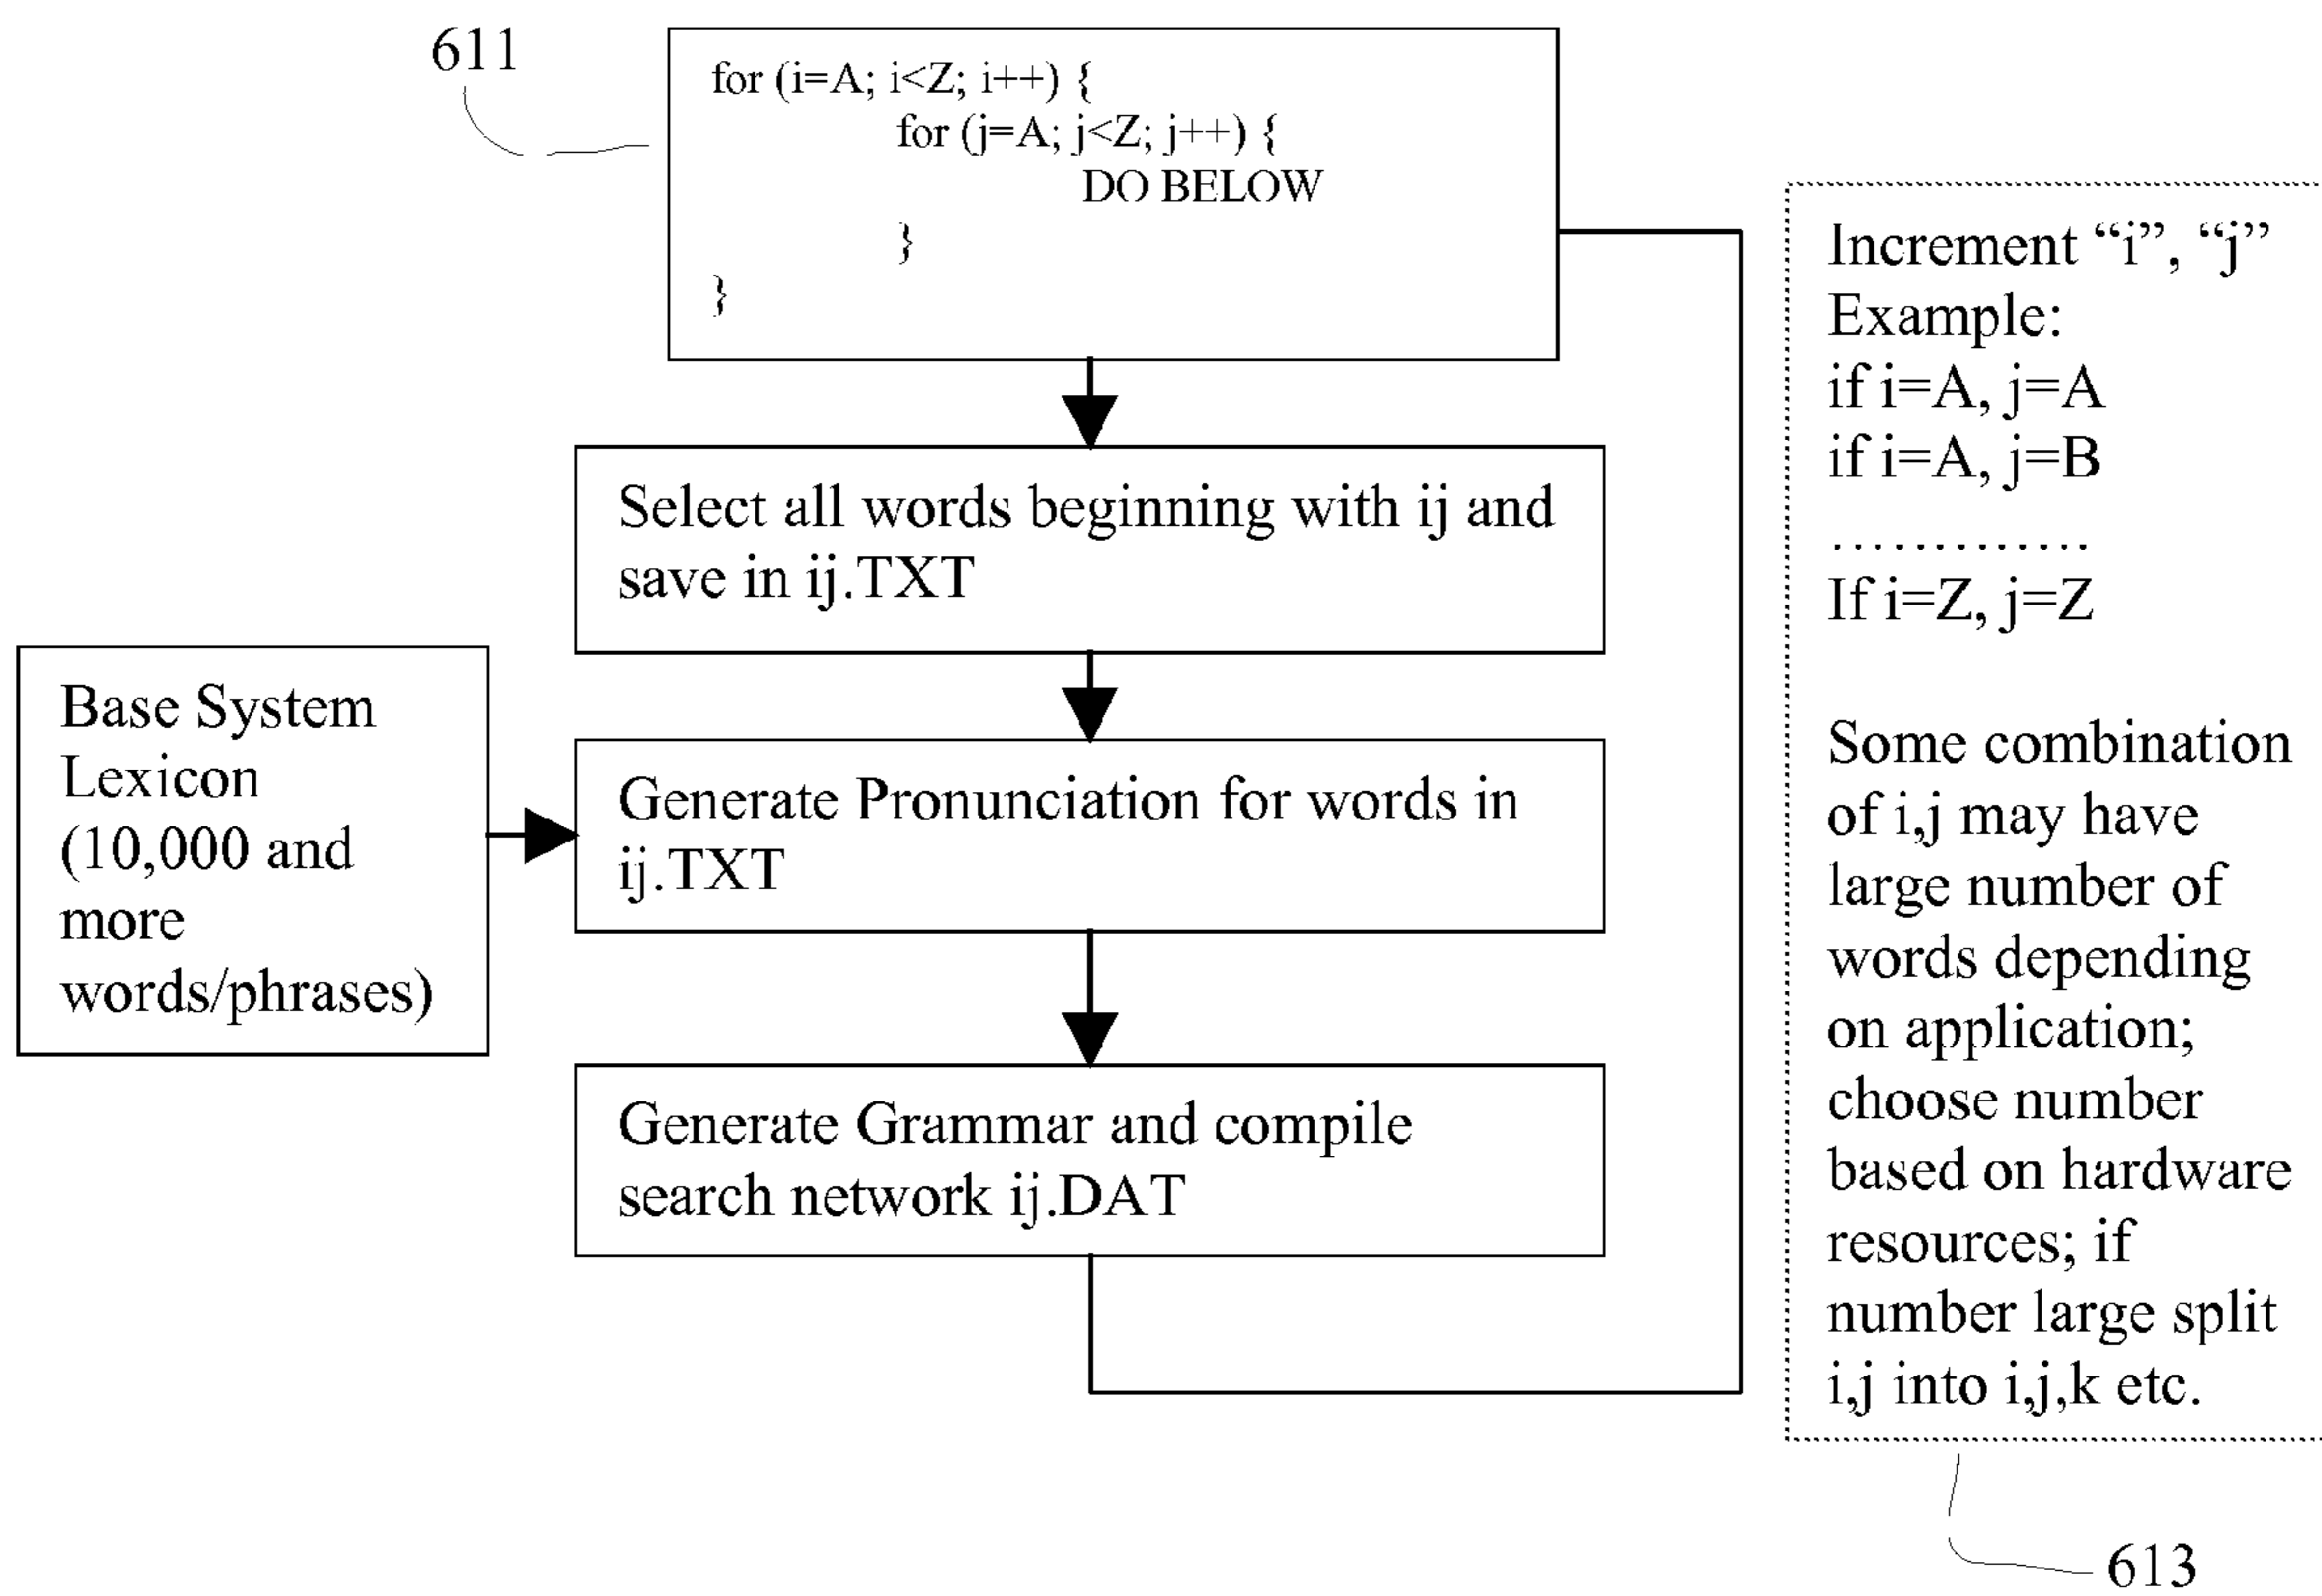 611
for (i=A; i<Z; i++) {
for (j=A; j<Z; j++) {
DO BELOW
}
}
Select all words beginning with ij and
save in ij.TXT
Base System
Lexicon
(10,000 and
more
words/phrases)
Generate Pronunciation for words in
ij.TXT
Generate Grammar and compile
search network ij.DAT
Increment “i”, “j”
Example:
if i=A, j=A
if i=A, j=B
.............
If i=Z, j=Z
Some combination
of i,j may have
large number of
words depending
on application;
choose number
based on hardware
resources; if
number large split
i,j into i,j,k etc.
613